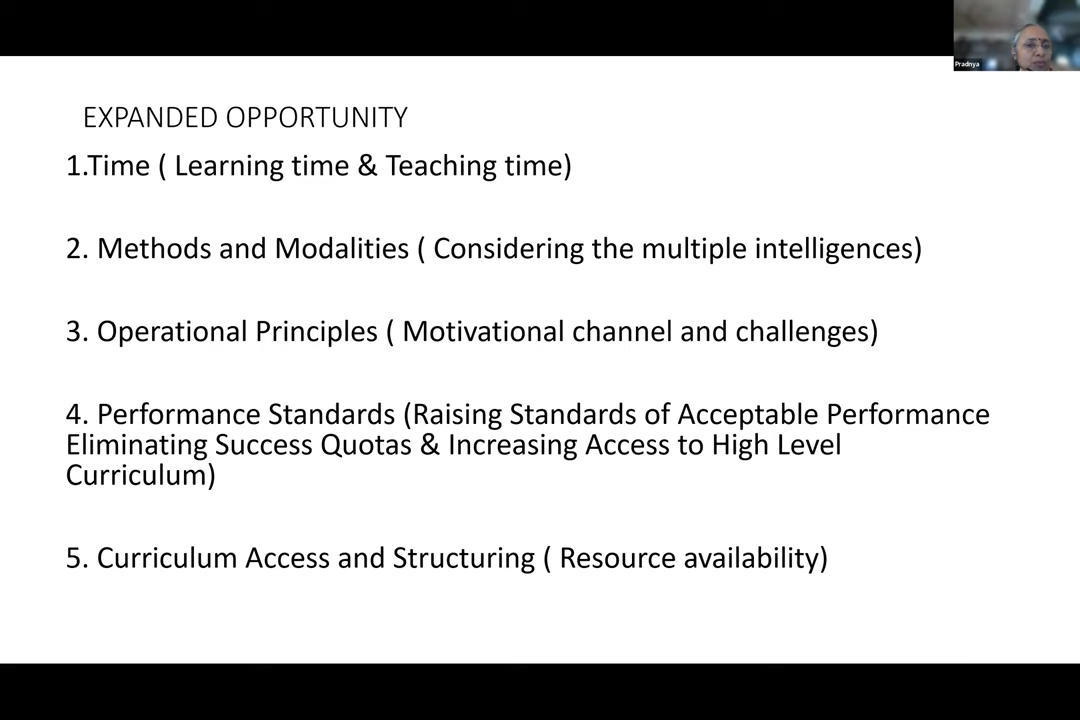 Pradnya
EXPANDED OPPORTUNITY
1.Time ( Learning time & Teaching time)
2. Methods and Modalities ( Considering the multiple intelligences)
3. Operational Principles ( Motivational channel and challenges)
4. Performance Standards (Raising Standards of Acceptable Performance
Eliminating Success Quotas & Increasing Access to High Level
Curriculum)
5. Curriculum Access and Structuring ( Resource availability)